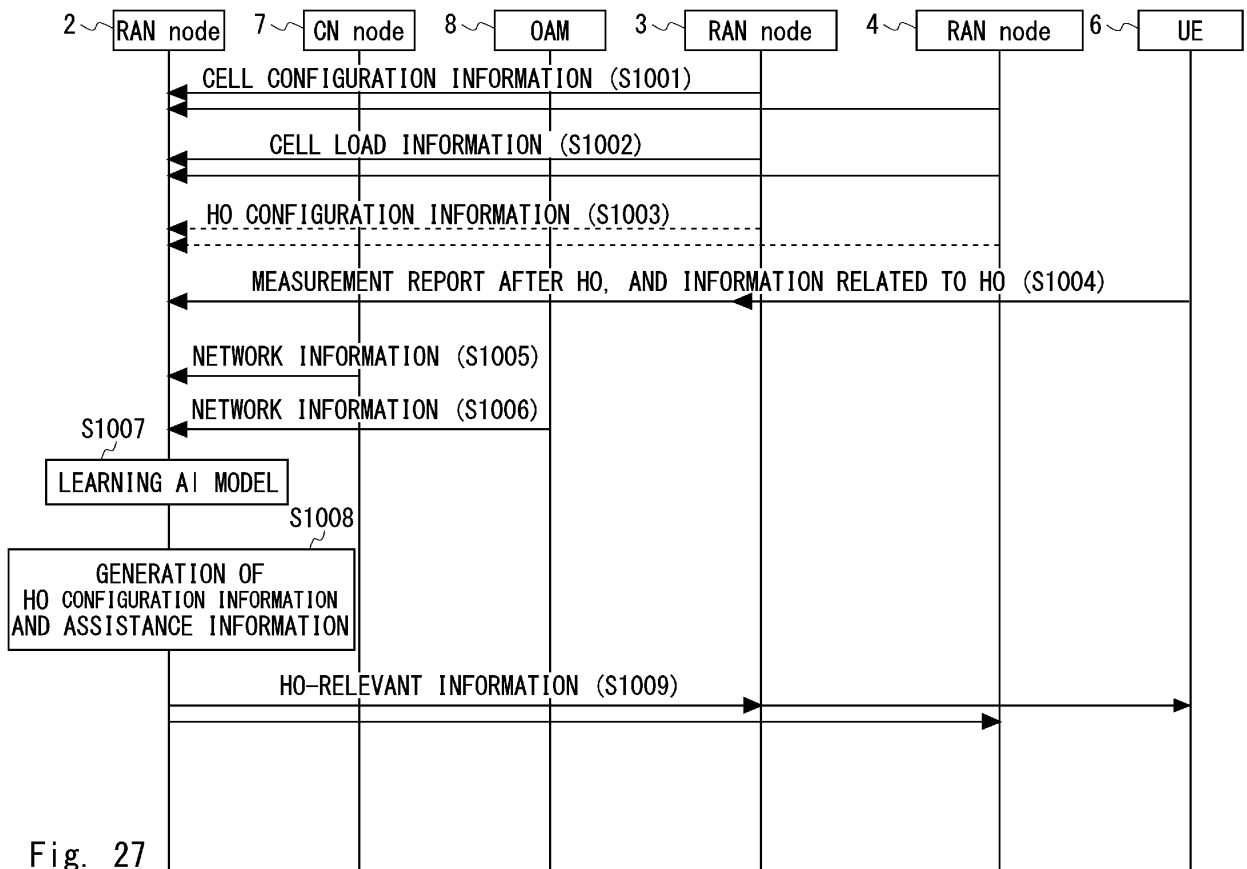 2 RAN node 7 CN node 8 OAM 3 RAN node 4 RAN node 6 UE
CELL CONFIGURATION INFORMATION (S1001)
CELL LOAD INFORMATION (S1002)
HO CONFIGURATION INFORMATION (S1003)
MEASUREMENT REPORT AFTER HO, AND INFORMATION RELATED TO HO (S1004)
NETWORK INFORMATION (S1005)
NETWORK INFORMATION (S1006)
S1007
LEARNING AI MODEL
S1008
GENERATION OF
HO CONFIGURATION INFORMATION
AND ASSISTANCE INFORMATION
HO-RELEVANT INFORMATION (S1009)
Fig. 27